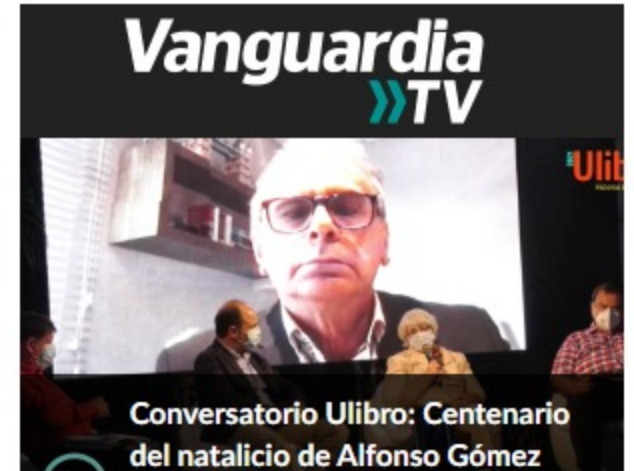 Vanguardia
TV
Ulib
Conversatorio Ulibro: Centenario
del natalicio de Alfonso Gómez